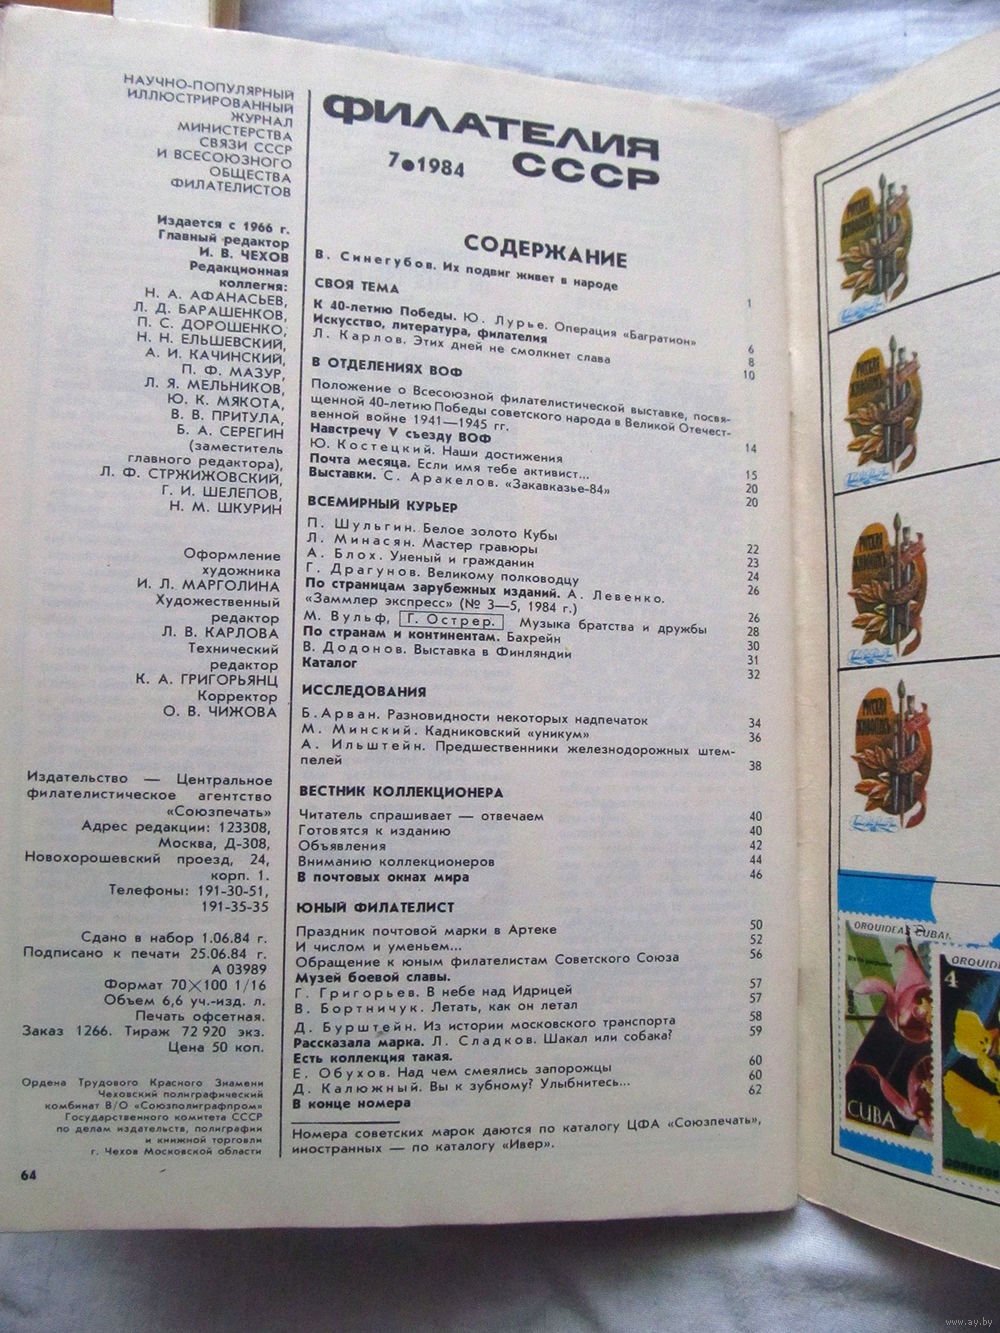 НАУЧНО-ПОПУЛЯРНЫЙ
ИЛЛЮСТРИРОВАННЫЙ
ЖУРНАЛ
МИНИСТЕРСТВА
СВЯЗИ СССР
И ВСЕСОЮЗНОГО
ОБЩЕСТВА
ФИЛАТЕЛИСТОВ
Издается с 1966 г.
Главный редактор
И. В. ЧЕХОВ
Редакционная
коллегия:
Н. А. АФАНАСЬЕВ,
Л. Д. БАРАШЕНКОВ,
П. С. ДОРОШЕНКО,
Н. Н. ЕЛЬШЕВСКИЙ,
А. И. КАЧИНСКИЙ,
П. Ф. МАЗУР,
Л. Я. МЕЛЬНИКОВ,
Ю. К. МЯКОТА,
В. В. ПРИТУЛА,
Б. А. СЕРЕГИН
(заместитель
главного редактора),
Л. Ф. СТРЖИЖОВСКИЙ,
Г. И. ШЕЛЕПОВ,
Н. М. ШКУРИН
Оформление
художника
И. Л. МАРГОЛИНА
Художественный
редактор
Л. В. КАРЛОВА
Технический
редактор
К. А. ГРИГОРЬЯНЦ
Корректор
О. В. ЧИЖОВА
Издательство — Центральное
филателистическое агентство
«Союзпечать»
Адрес редакции: 123308,
Москва, Д-308,
Новохорошевский проезд, 24,
корп. 1.
Телефоны: 191-30-51,
191-35-35
Сдано в набор 1.06.84 г.
Подписано к печати 25.06.84 г.
А 03989
Формат 70×100 1/16
Объем 6,6 уч.-изд. л.
Печать офсетная.
Заказ 1266. Тираж 72 920 экз.
Цена 50 коп.
Ордена Трудового Красного Знамени
Чеховский полиграфический
комбинат В/О «Союзполиграфпром»
Государственного комитета СССР
по делам издательств, полиграфии
и книжной торговли
г. Чехов Московской области
64
ФИЛАТЕЛИЯ
7●1984 СССР
СОДЕРЖАНИЕ
В. Синегубов. Их подвиг живет в народе 1
СВОЯ ТЕМА
К 40-летию Победы. Ю. Лурье. Операция «Багратион» 6
Искусство, литература, филателия 8
Л. Карлов. Этих дней не смолкнет слава 10
В ОТДЕЛЕНИЯХ ВОФ
Положение о Всесоюзной филателистической выставке, посвя-
щенной 40-летию Победы советского народа в Великой Отечест-
венной войне 1941—1945 гг. 14
Навстречу V съезду ВОФ
Ю. Костецкий. Наши достижения 15
Почта месяца. Если имя тебе активист... 20
Выставки. С. Аракелов. «Закавказье-84» 20
ВСЕМИРНЫЙ КУРЬЕР
П. Шульгин. Белое золото Кубы 22
Л. Минасян. Мастер гравюры 23
А. Блох. Ученый и гражданин 24
Г. Драгунов. Великому полководцу 26
По страницам зарубежных изданий. А. Левенко.
«Заммлер экспресс» (№ 3—5, 1984 г.) 26
М. Вульф, Г. Острер. Музыка братства и дружбы 28
По странам и континентам. Бахрейн 30
В. Додонов. Выставка в Финляндии 31
Каталог 32
ИССЛЕДОВАНИЯ
Б. Арван. Разновидности некоторых надпечаток 34
М. Минский. Кадниковский «уникум» 36
А. Ильштейн. Предшественники железнодорожных штем-
пелей 38
ВЕСТНИК КОЛЛЕКЦИОНЕРА
Читатель спрашивает — отвечаем 40
Готовятся к изданию 40
Объявления 42
Вниманию коллекционеров 44
В почтовых окнах мира 46
ЮНЫЙ ФИЛАТЕЛИСТ
Праздник почтовой марки в Артеке 50
И числом и уменьем... 52
Обращение к юным филателистам Советского Союза 56
Музей боевой славы.
Г. Григорьев. В небе над Идрицей 57
В. Бортничук. Летать, как он летал 57
Д. Бурштейн. Из истории московского транспорта 58
Рассказала марка. Л. Сладков. Шакал или собака? 59
Есть коллекция такая.
Е. Обухов. Над чем смеялись запорожцы 60
Д. Калюжный. Вы к зубному? Улыбнитесь... 60
В конце номера 62
Номера советских марок даются по каталогу ЦФА «Союзпечать»,
иностранных — по каталогу «Ивер».
ORQUIDEAS CUBAN
CUBA
4
ORQUIDE
CORREOS
www.ay.by